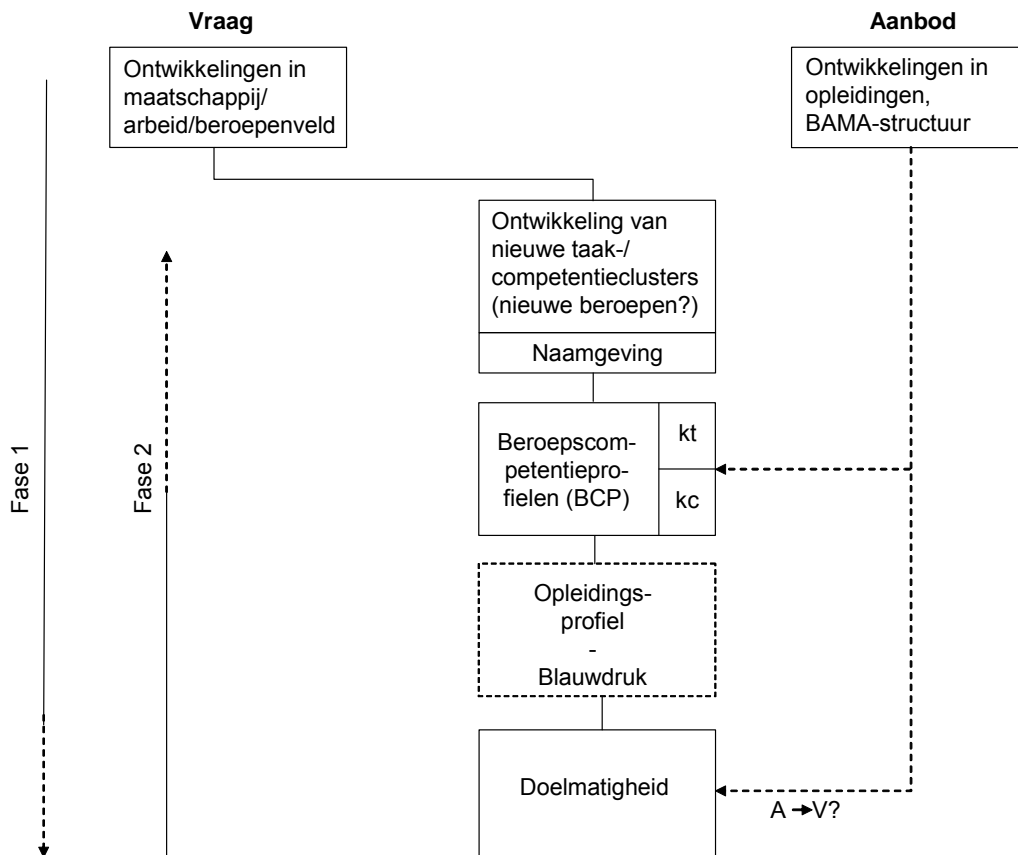 Vraag
Aanbod
Ontwikkelingen in
maatschappij/
arbeid/beroepenveld
Ontwikkelingen in
opleidingen,
BAMA-structuur
Ontwikkeling van
nieuwe taak-/
competentieclusters
(nieuwe beroepen?)
Naamgeving
Beroepscom-
petentiepro-
fielen (BCP)
kt
kc
Fase 1
Fase 2
Opleidings-
profiel
-
Blauwdruk
Doelmatigheid
A → V?